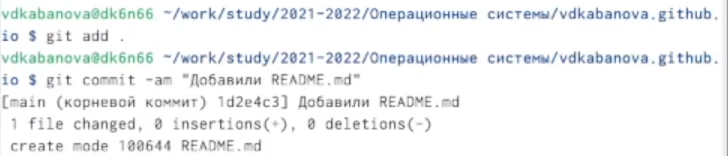 vdkabanova@dk6n66 ~/work/study/2021-2022/Операционные системы/vdkabanova.github.
io $ git add .
vdkabanova@dk6n66 ~/work/study/2021-2022/Операционные системы/vdkabanova.github.
io $ git commit -am "Добавили README.md"
[main (корневой коммит) 1d2e4c3] Добавили README.md
 1 file changed, 0 insertions(+), 0 deletions(-)
 create mode 100644 README.md